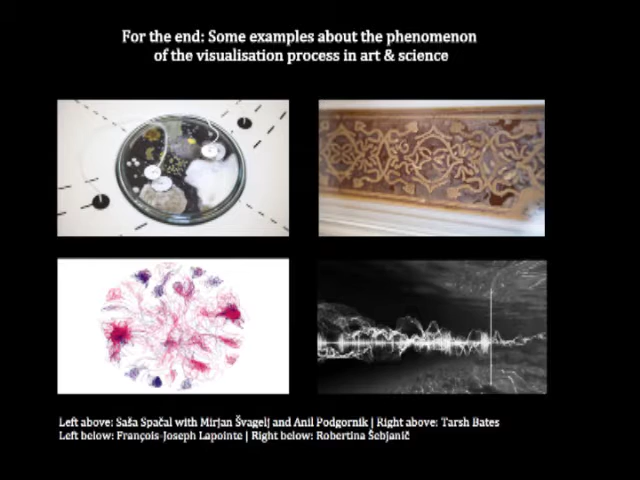 For the end: Some examples about the phenomenon
of the visualisation process in art & science
Left above: Saša Spačal with Mirjan Švagelj and Anil Podgornik | Right above: Tarsh Bates
Left below: François-Joseph Lapointe | Right below: Robertina Šebjanič